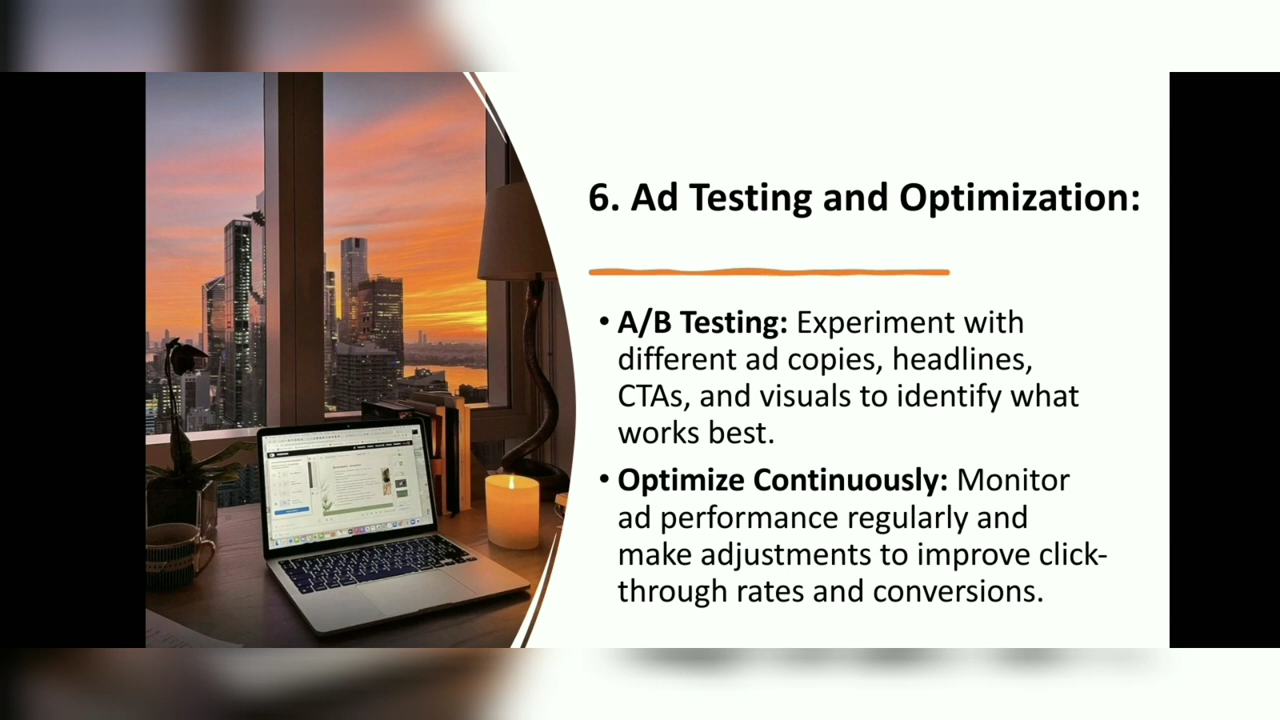 6. Ad Testing and Optimization:
• A/B Testing: Experiment with
different ad copies, headlines,
CTAs, and visuals to identify what
works best.
• Optimize Continuously: Monitor
ad performance regularly and
make adjustments to improve click-
through rates and conversions.